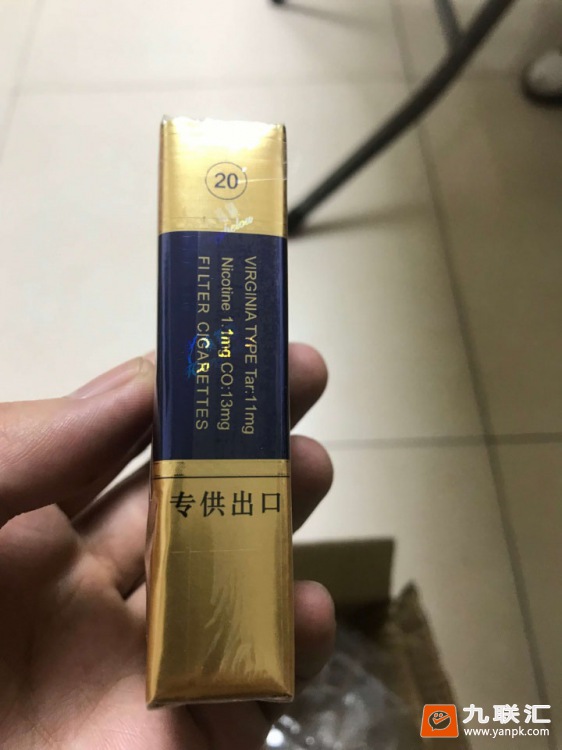 20
VIRGINIA TYPE Tar:11mg
Nicotine 1.1mg CO:13mg
FILTER CIGARETTES
专供出口
九联汇
www.yanpk.com